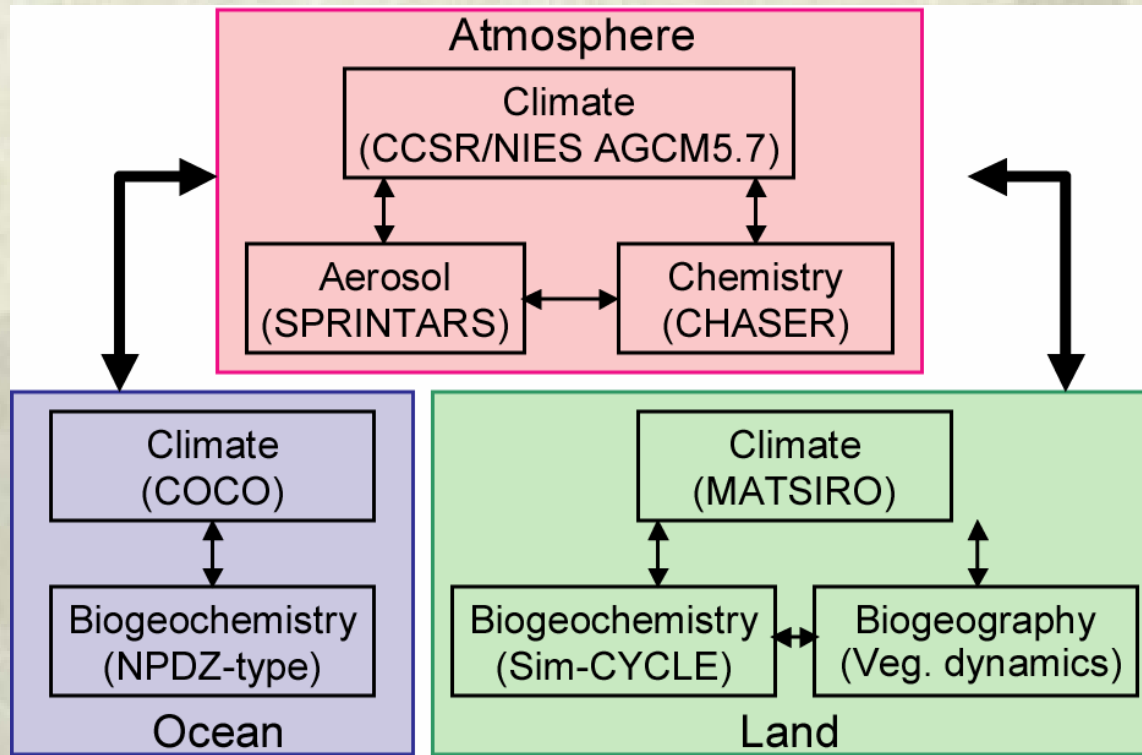 Atmosphere
Climate
(CCSR/NIES AGCM5.7)
Aerosol
(SPRINTARS)
Chemistry
(CHASER)
Climate
(COCO)
Biogeochemistry
(NPDZ-type)
Ocean
Climate
(MATSIRO)
Biogeochemistry
(Sim-CYCLE)
Biogeography
(Veg. dynamics)
Land